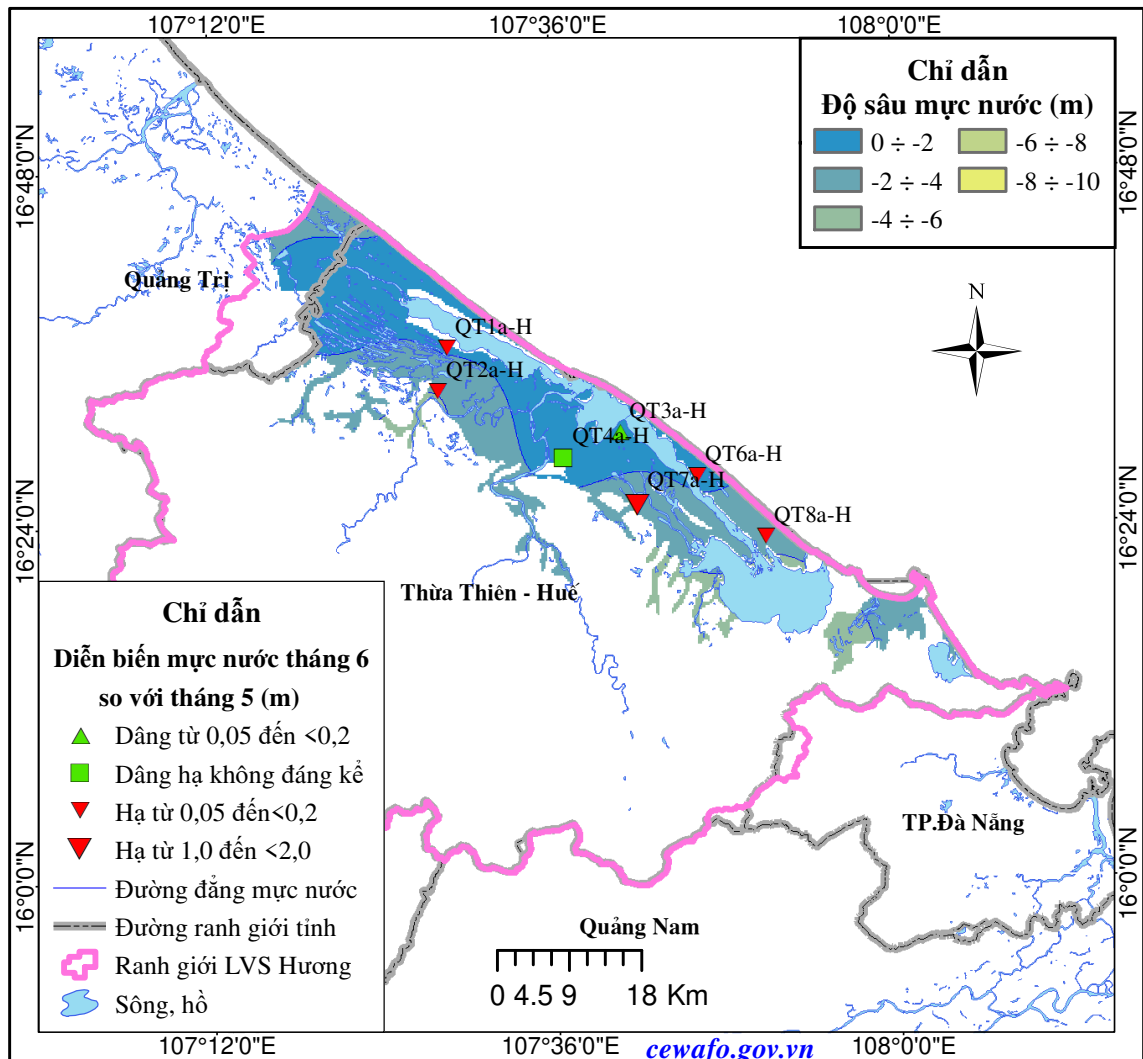 107°12'0"E
107°36'0"E
108°0'0"E
Chỉ dẫn
Độ sâu mực nước (m)
0 ÷ -2
-6 ÷ -8
-2 ÷ -4
-8 ÷ -10
-4 ÷ -6
16°48'0"N
16°48'0"N
Quảng Trị
N
QT1a-H
QT2a-H
QT3a-H
QT4a-H
QT6a-H
QT7a-H
QT8a-H
16°24'0"N
16°24'0"N
Thừa Thiên - Huế
Chỉ dẫn
Diễn biến mực nước tháng 6
so với tháng 5 (m)
Dâng từ 0,05 đến <0,2
Dâng hạ không đáng kể
Hạ từ 0,05 đến<0,2
Hạ từ 1,0 đến <2,0
Đường đẳng mực nước
Đường ranh giới tỉnh
Ranh giới LVS Hương
Sông, hồ
TP.Đà Nẵng
16°0'0"N
16°0'0"N
Quảng Nam
0 4.5 9 18 Km
107°12'0"E
107°36'0"E
108°0'0"E
cewafo.gov.vn